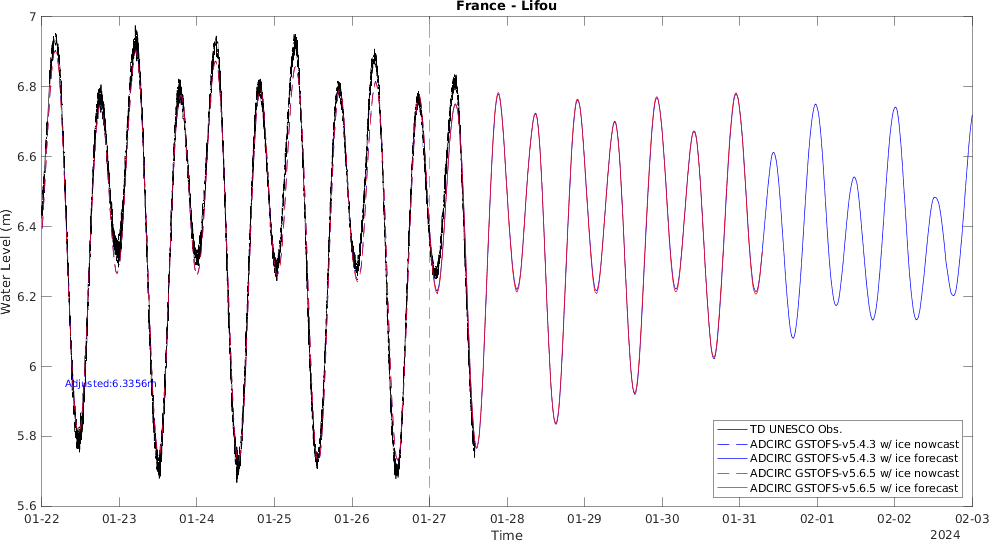 France - Lifou
7
6.8
6.6
6.4
6.2
6
5.8
5.6
Water Level (m)
Adjusted:6.3356m
TD UNESCO Obs.
ADCIRC GSTOFS-v5.4.3 w/ ice nowcast
ADCIRC GSTOFS-v5.4.3 w/ ice forecast
ADCIRC GSTOFS-v5.6.5 w/ ice nowcast
ADCIRC GSTOFS-v5.6.5 w/ ice forecast
01-22 01-23 01-24 01-25 01-26 01-27 01-28 01-29 01-30 01-31 02-01 02-02 02-03
Time
2024